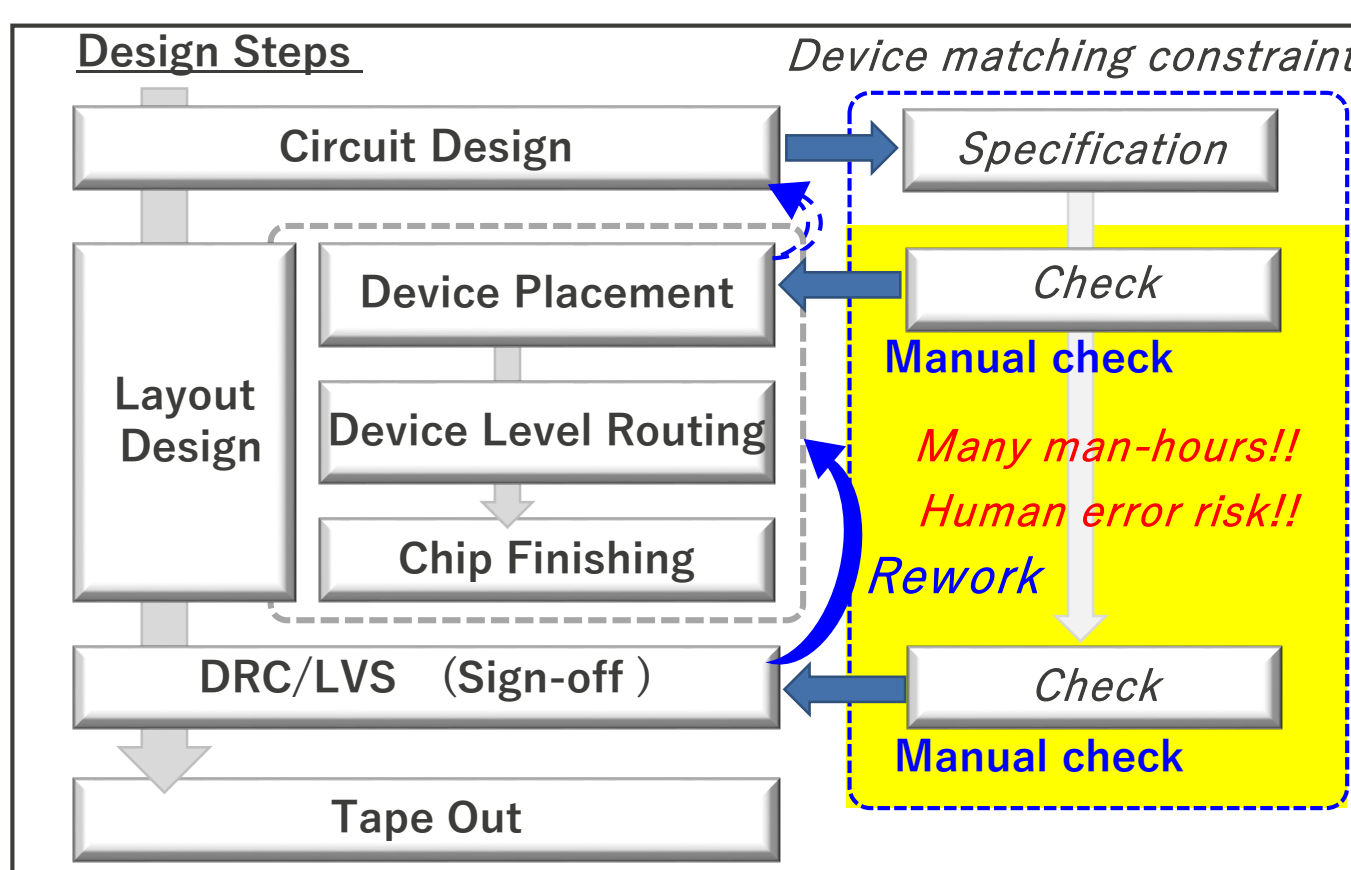 Design Steps
Device matching constraint
Circuit Design
Specification
Layout
Design
Device Placement
Check
Manual check
Device Level Routing
Many man-hours!!
Human error risk!!
Chip Finishing
Rework
DRC/LVS (Sign-off )
Check
Manual check
Tape Out